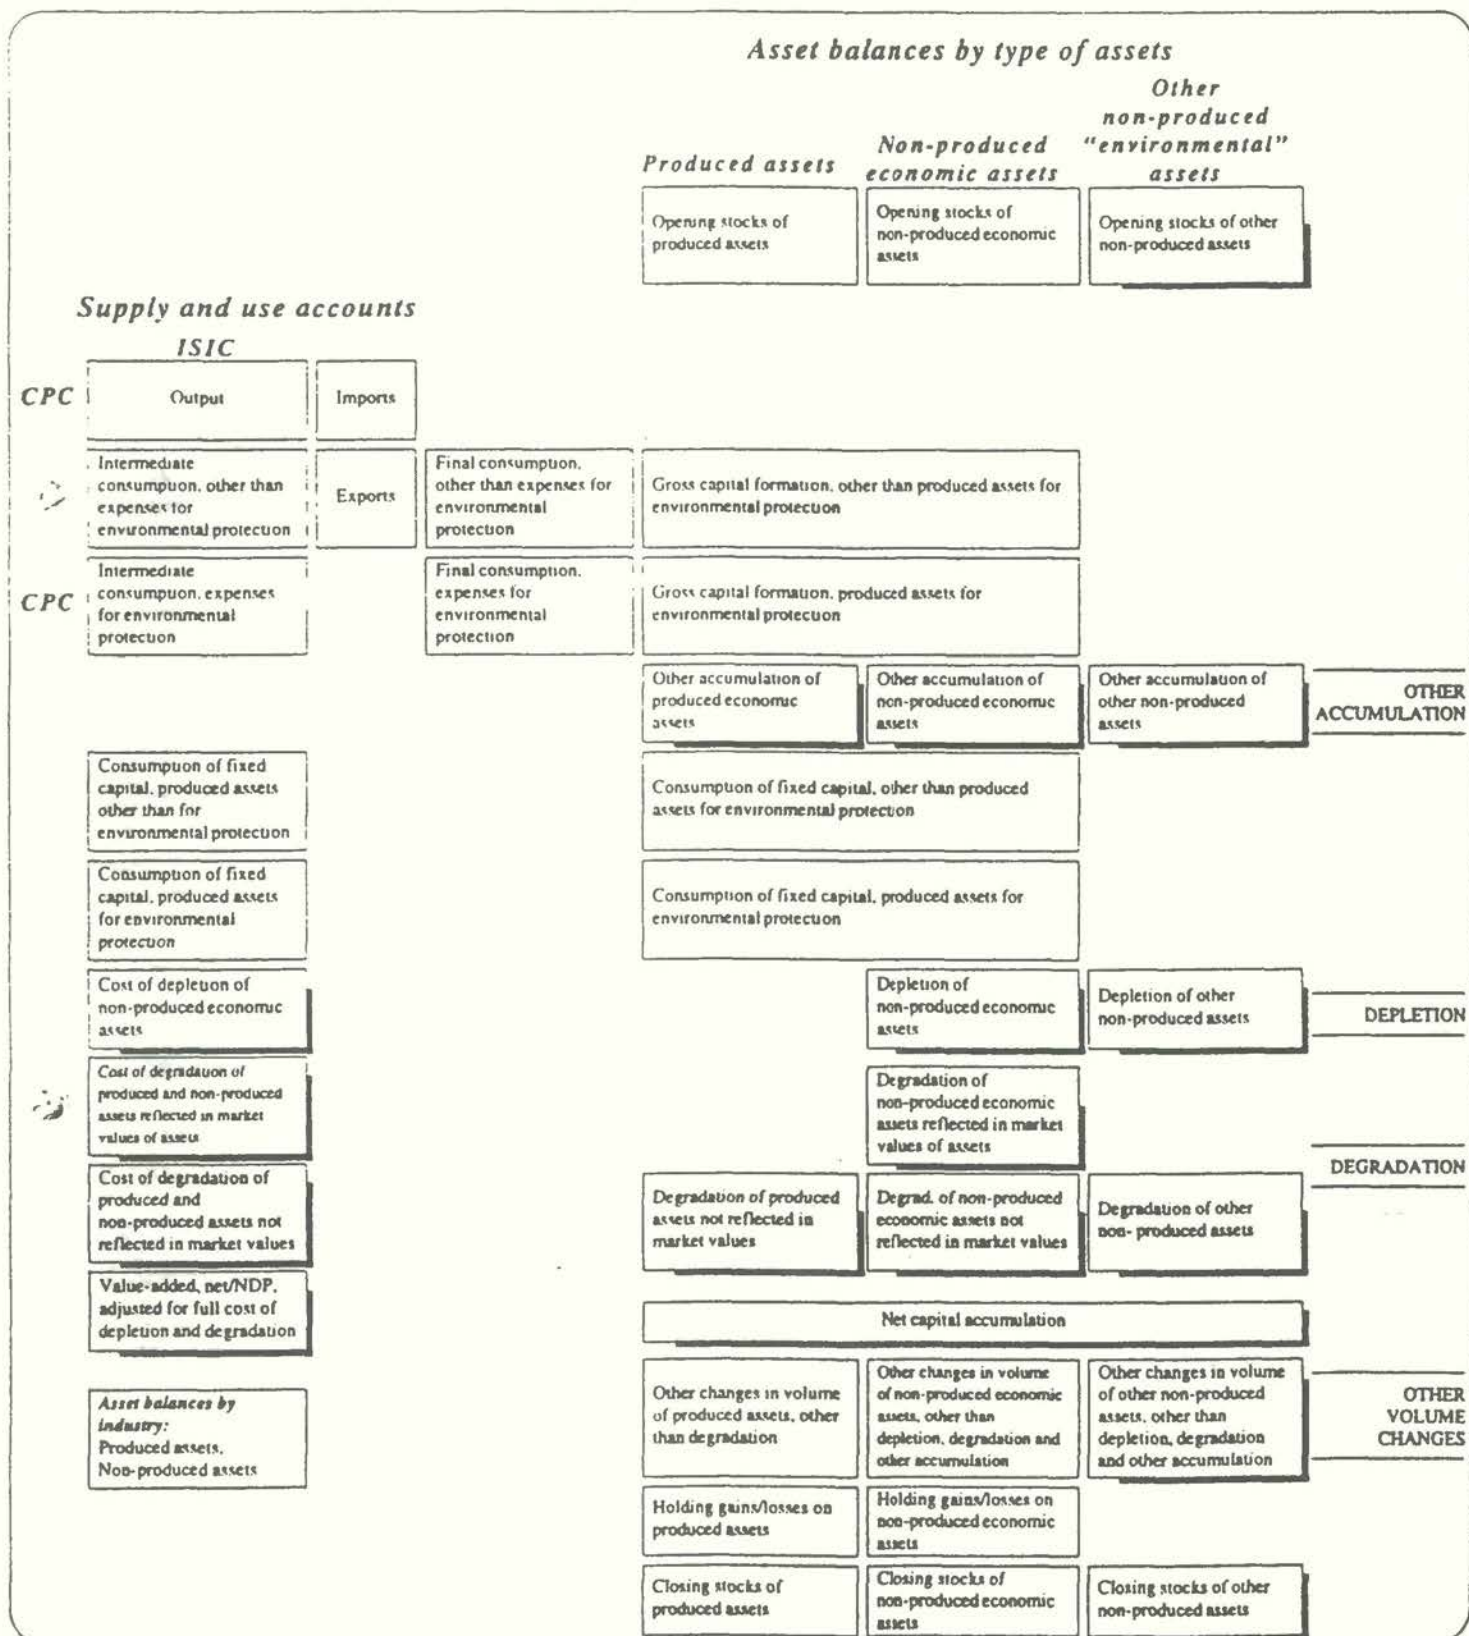 Asset balances by type of assets
Other
non-produced
"environmental"
assets
Non-produced
economic assets
Produced assets
Opening stocks of
produced assets
Opening stocks of
non-produced economic
assets
Opening stocks of other
non-produced assets
Supply and use accounts
ISIC
CPC
Output
Imports
Intermediate
consumption, other than
expenses for
environmental protection
Exports
Final consumption,
other than expenses for
environmental
protection
Gross capital formation, other than produced assets for
environmental protection
CPC
Intermediate
consumption, expenses
for environmental
protection
Final consumption,
expenses for
environmental
protection
Gross capital formation, produced assets for
environmental protection
Other accumulation of
produced economic
assets
Other accumulation of
non-produced economic
assets
Other accumulation of
other non-produced
assets
OTHER
ACCUMULATION
Consumption of fixed
capital, produced assets
other than for
environmental protection
Consumption of fixed capital, other than produced
assets for environmental protection
Consumption of fixed
capital, produced assets
for environmental
protection
Consumption of fixed capital, produced assets for
environmental protection
Cost of depletion of
non-produced economic
assets
Depletion of
non-produced economic
assets
Depletion of other
non-produced assets
DEPLETION
Cost of degradation of
produced and non-produced
assets reflected in market
values of assets
Degradation of
non-produced economic
assets reflected in market
values of assets
DEGRADATION
Cost of degradation of
produced and
non-produced assets not
reflected in market values
Degradation of produced
assets not reflected in
market values
Degrad. of non-produced
economic assets not
reflected in market values
Degradation of other
non- produced assets
Value-added, net/NDP,
adjusted for full cost of
depletion and degradation
Net capital accumulation
Asset balances by
industry:
Produced assets,
Non-produced assets
Other changes in volume
of produced assets, other
than degradation
Other changes in volume
of non-produced economic
assets, other than
depletion, degradation and
other accumulation
Other changes in volume
of other non-produced
assets, other than
depletion, degradation
and other accumulation
OTHER
VOLUME
CHANGES
Holding gains/losses on
produced assets
Holding gains/losses on
non-produced economic
assets
Closing stocks of
produced assets
Closing stocks of
non-produced economic
assets
Closing stocks of other
non-produced assets